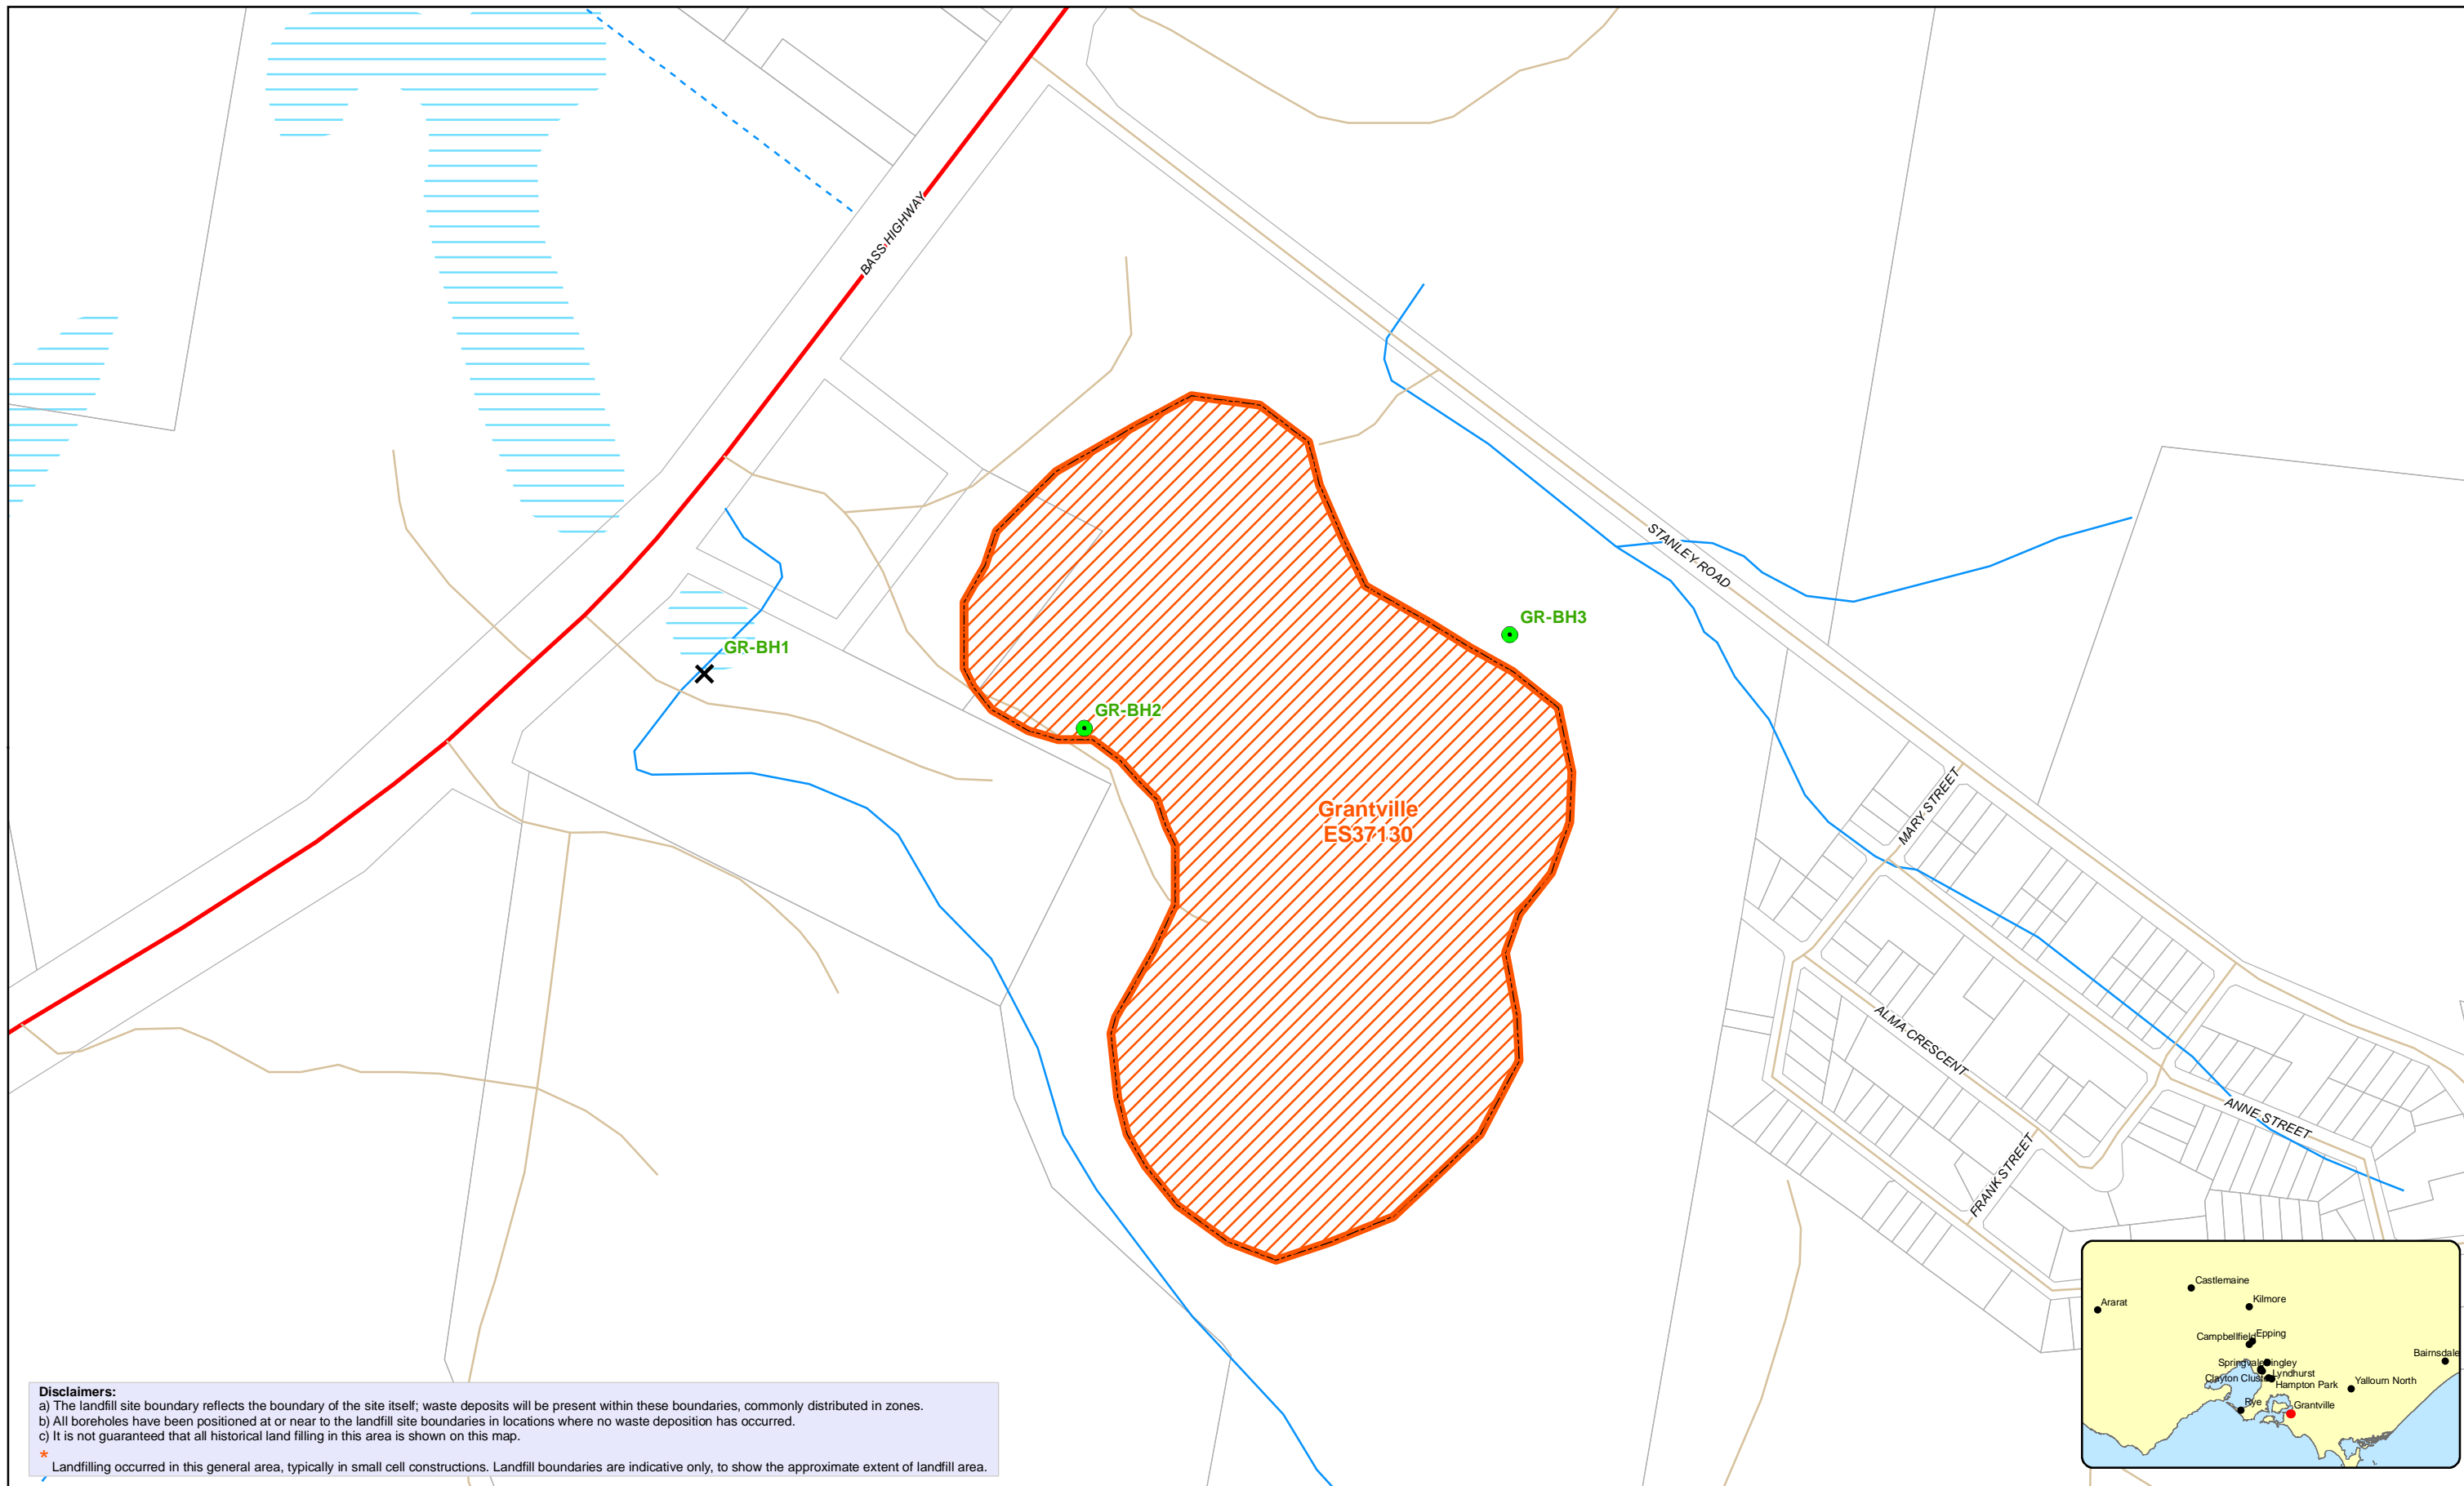 BASS HIGHWAY
STANLEY ROAD
GR-BH3
GR-BH1
GR-BH2
MARY STREET
Grantville
ES37130
ALMA CRESCENT
ANNE STREET
FRANK STREET
Castlemaine
Ararat
Kilmore
Epping
Campbellfield
Bairnsdale
Springvale
Lyndhurst
Hampton Park
Yallourn North
Rye
Grantville
Disclaimers:
a) The landfill site boundary reflects the boundary of the site itself; waste deposits will be present within these boundaries, commonly distributed in zones.
b) All boreholes have been positioned at or near to the landfill site boundaries in locations where no waste deposition has occurred.
c) It is not guaranteed that all historical land filling in this area is shown on this map.
*
Landfilling occurred in this general area, typically in small cell constructions. Landfill boundaries are indicative only, to show the approximate extent of landfill area.